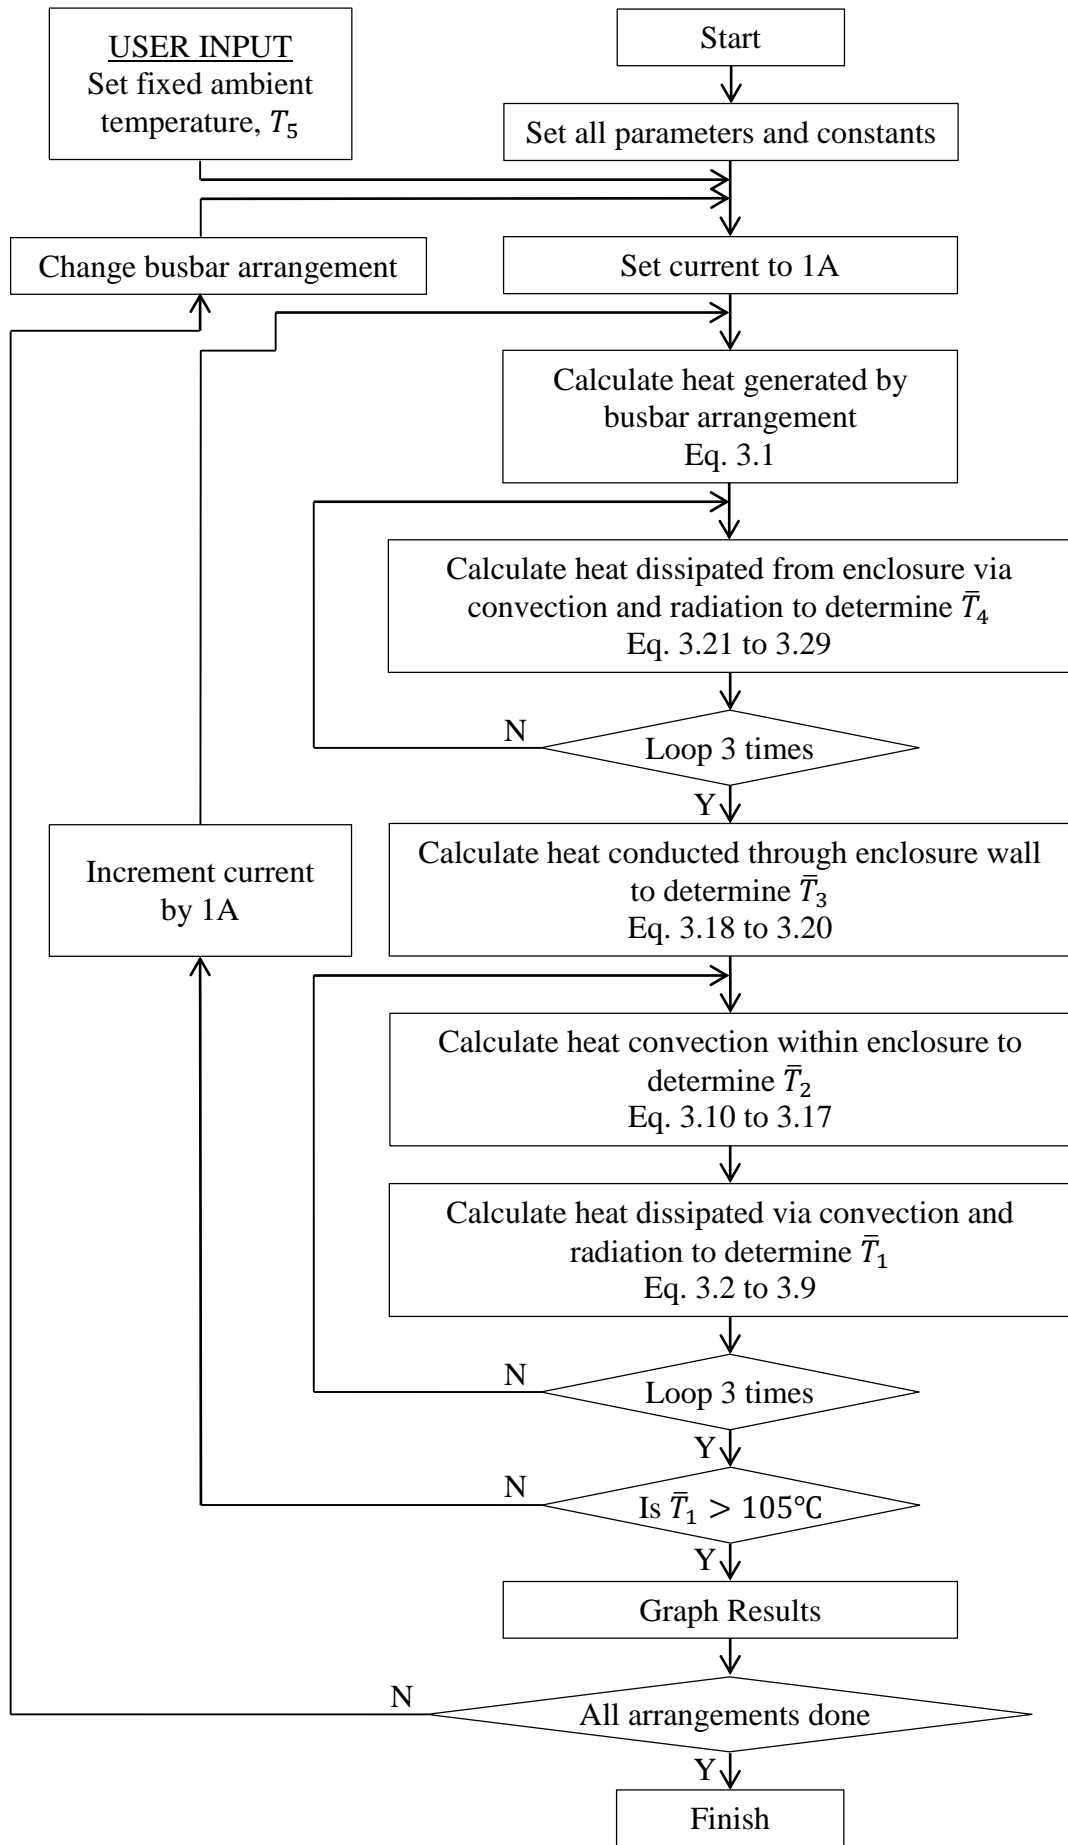 USER INPUT
Set fixed ambient
temperature, T₅
Start
Set all parameters and constants
Change busbar arrangement
Set current to 1A
Calculate heat generated by
busbar arrangement
Eq. 3.1
Calculate heat dissipated from enclosure via
convection and radiation to determine T̄₄
Eq. 3.21 to 3.29
N
Loop 3 times
Y
Increment current
by 1A
Calculate heat conducted through enclosure wall
to determine T̄₃
Eq. 3.18 to 3.20
Calculate heat convection within enclosure to
determine T̄₂
Eq. 3.10 to 3.17
Calculate heat dissipated via convection and
radiation to determine T̄₁
Eq. 3.2 to 3.9
N
Loop 3 times
Y
N
Is T̄₁ > 105℃
Y
Graph Results
N
All arrangements done
Y
Finish